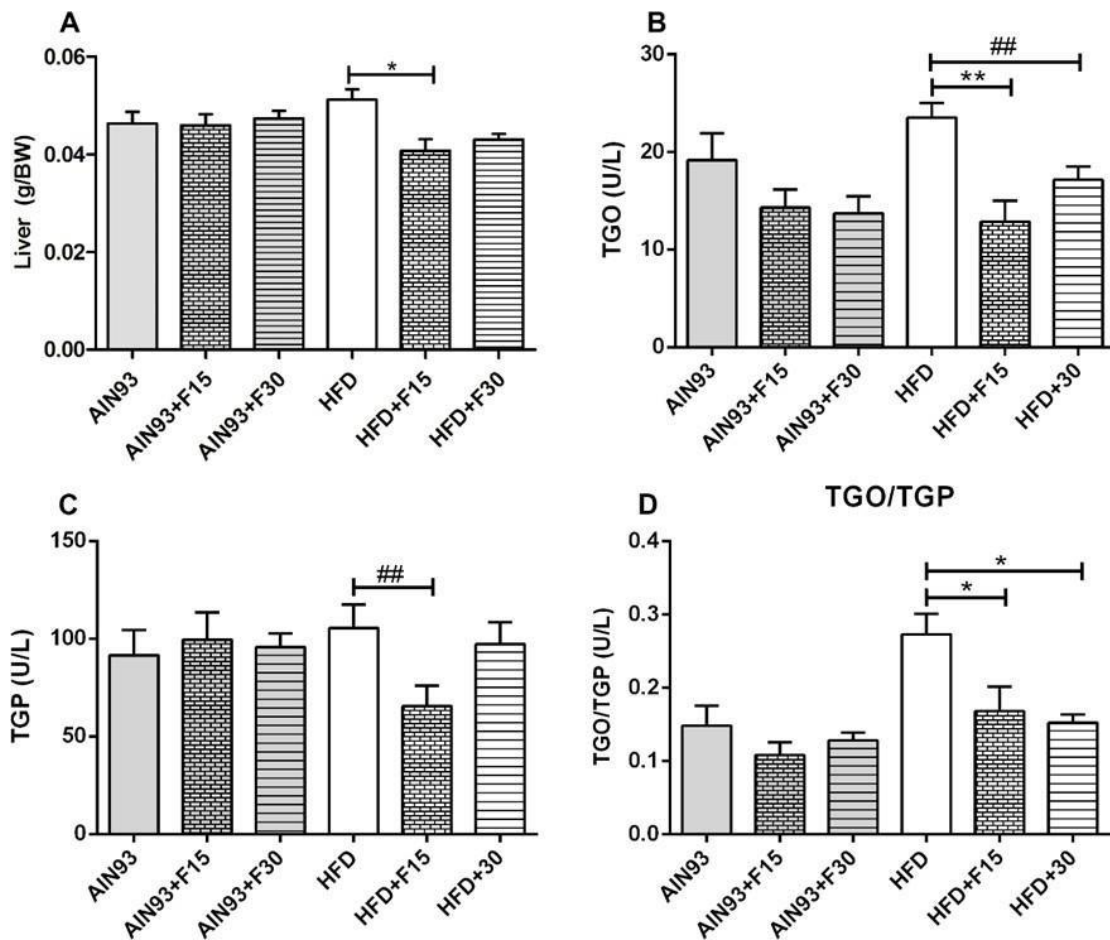 A
Liver (g/BW)
0.06
0.04
0.02
0.00
*
AIN93
AIN93+F15
AIN93+F30
HFD
HFD+F15
HFD+F30
B
TGO (U/L)
30
20
10
0
##
**
AIN93
AIN93+F15
AIN93+F30
HFD
HFD+F15
HFD+30
C
TGP (U/L)
150
100
50
0
##
AIN93
AIN93+F15
AIN93+F30
HFD
HFD+F15
HFD+30
D
TGO/TGP
TGO/TGP (U/L)
0.4
0.3
0.2
0.1
0.0
*
*
AIN93
AIN93+F15
AIN93+F30
HFD
HFD+F15
HFD+30